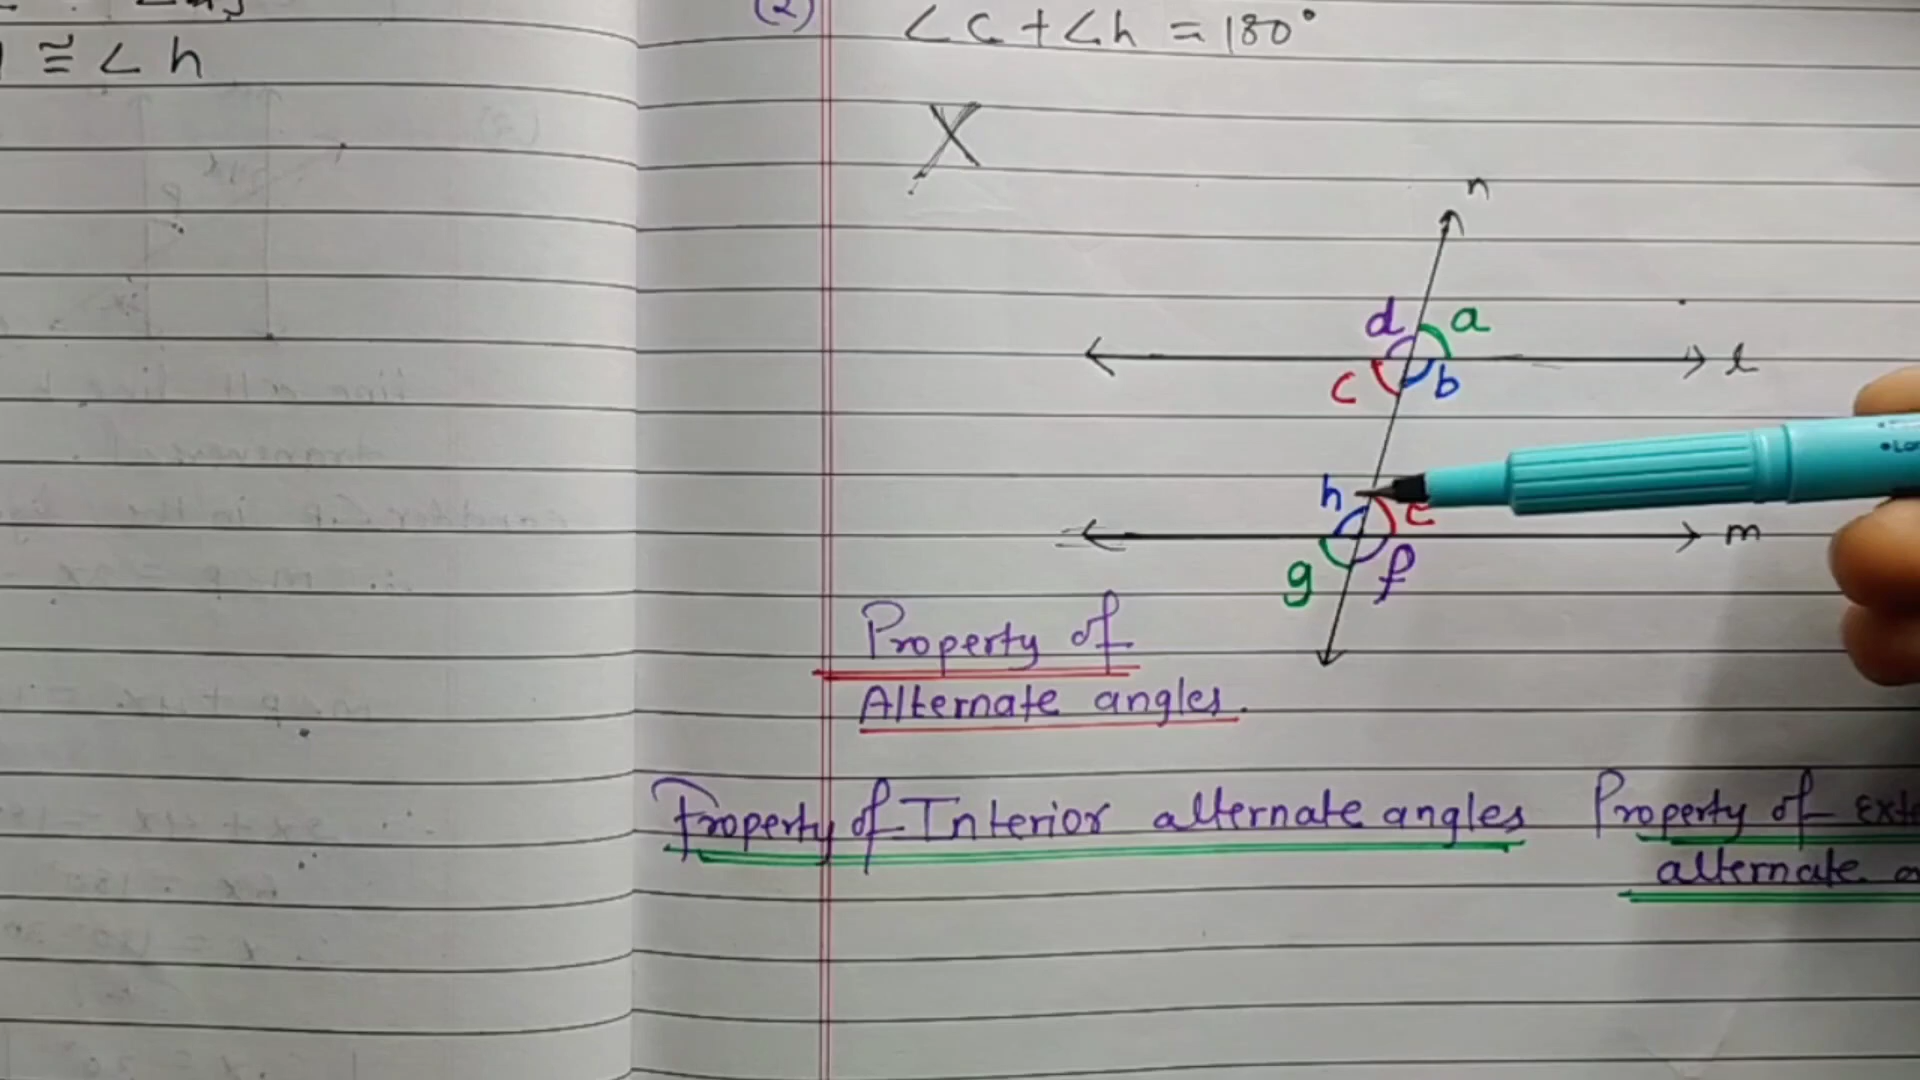 ≅ ∠h
(2) ∠c + ∠h = 180°
n
d a
l
c b
h e
m
g f
Property of
Alternate angles.
Property of Interior alternate angles
Property of
alternate